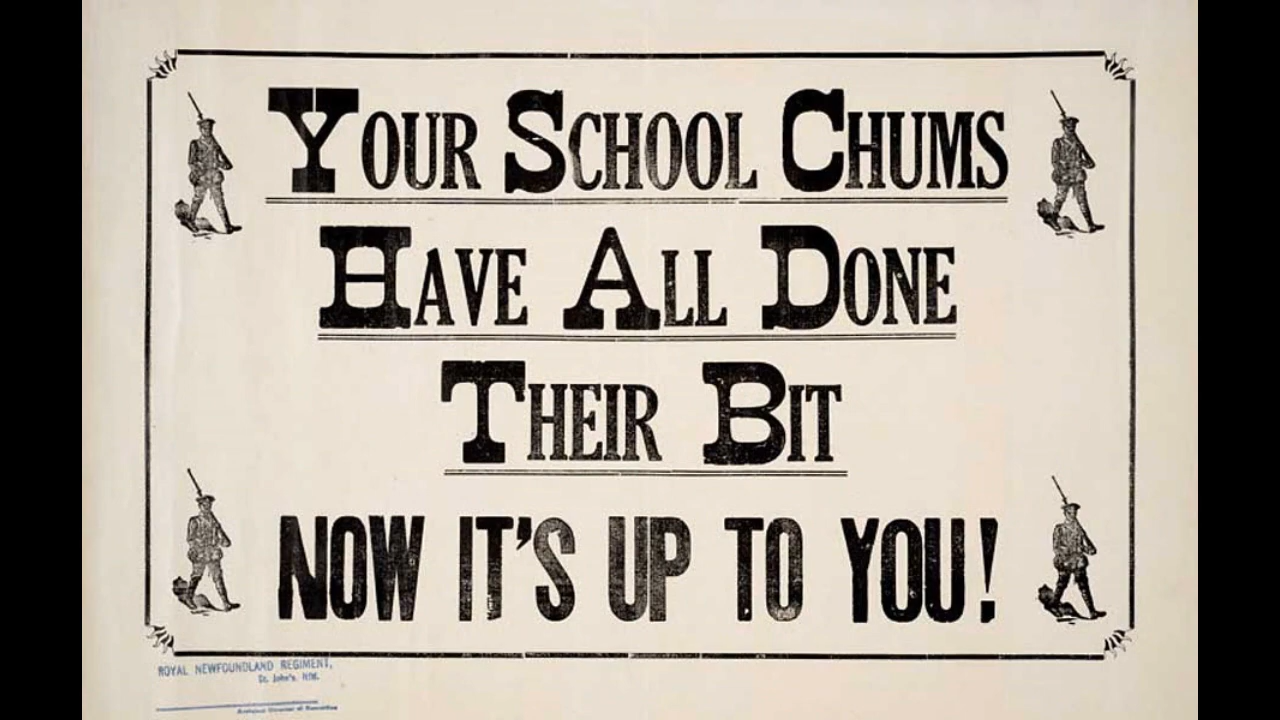 YOUR SCHOOL CHUMS
HAVE ALL DONE
THEIR BIT
NOW IT'S UP TO YOU!
ROYAL NEWFOUNDLAND REGIMENT,
St. John's, Nfld.